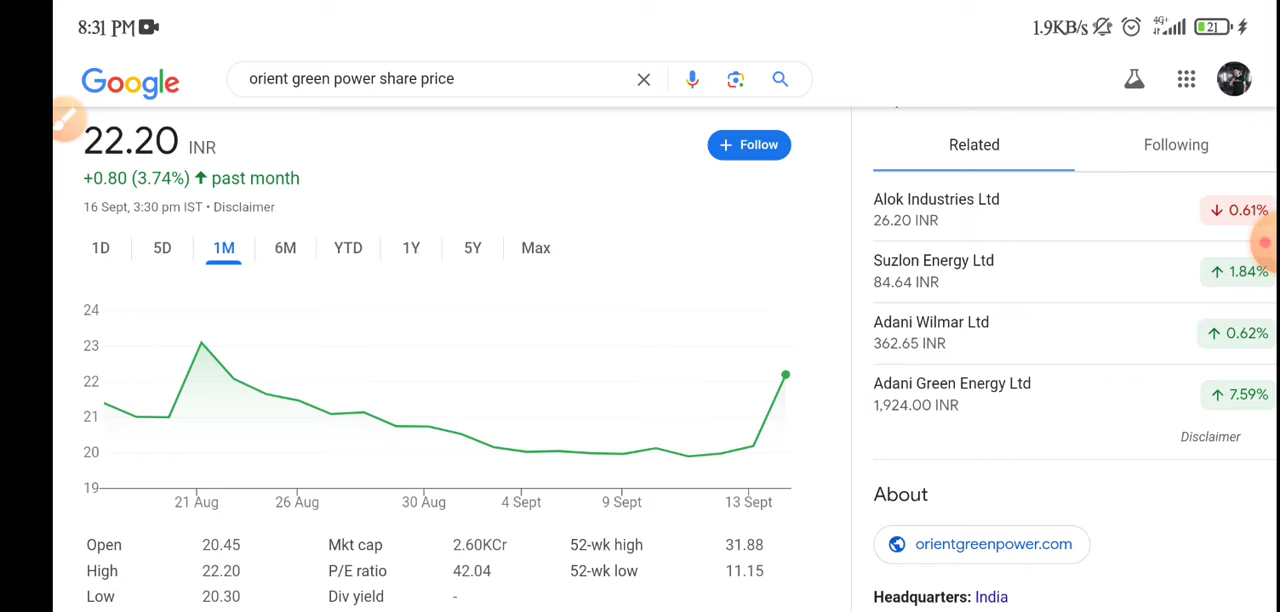 8:31 PM
1.9KB/s 4G+ 21
Google
orient green power share price
22.20 INR
+ Follow
+0.80 (3.74%) ↑ past month
16 Sept, 3:30 pm IST • Disclaimer
1D 5D 1M 6M YTD 1Y 5Y Max
24
23
22
21
20
19
21 Aug 26 Aug 30 Aug 4 Sept 9 Sept 13 Sept
Open 20.45 Mkt cap 2.60KCr 52-wk high 31.88
High 22.20 P/E ratio 42.04 52-wk low 11.15
Low 20.30 Div yield -
Related Following
Alok Industries Ltd
26.20 INR ↓ 0.61%
Suzlon Energy Ltd
84.64 INR ↑ 1.84%
Adani Wilmar Ltd
362.65 INR ↑ 0.62%
Adani Green Energy Ltd
1,924.00 INR ↑ 7.59%
Disclaimer
About
orientgreenpower.com
Headquarters: India